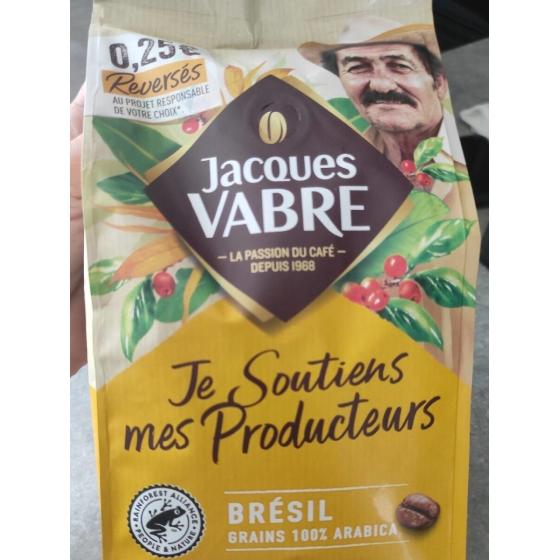 0,25€
Reversés
AU PROJET RESPONSABLE
DE VOTRE CHOIX*.
Jacques
VABRE
LA PASSION DU CAFÉ
DEPUIS 1968
Je Soutiens
mes Producteurs
RAINFOREST ALLIANCE
PEOPLE & NATURE
BRÉSIL
GRAINS 100% ARABICA